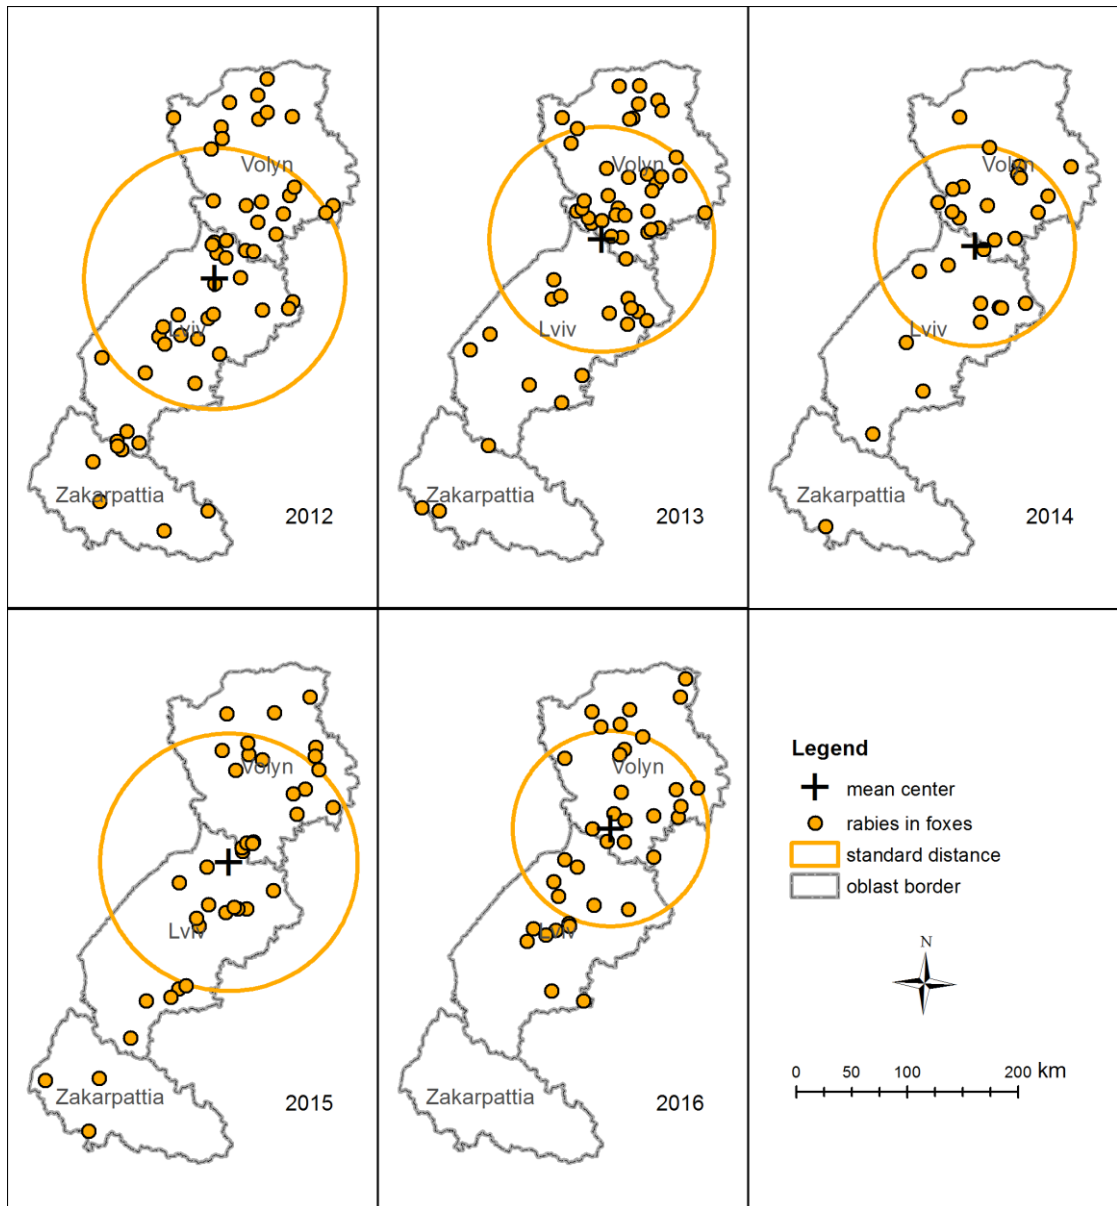 Volyn
Lviv
Zakarpattia
2012
Volyn
Lviv
Zakarpattia
2013
Volyn
Lviv
Zakarpattia
2014
Volyn
Lviv
Zakarpattia
2015
Volyn
Lviv
Zakarpattia
2016
Legend
mean center
rabies in foxes
standard distance
oblast border
N
0 50 100 200 km